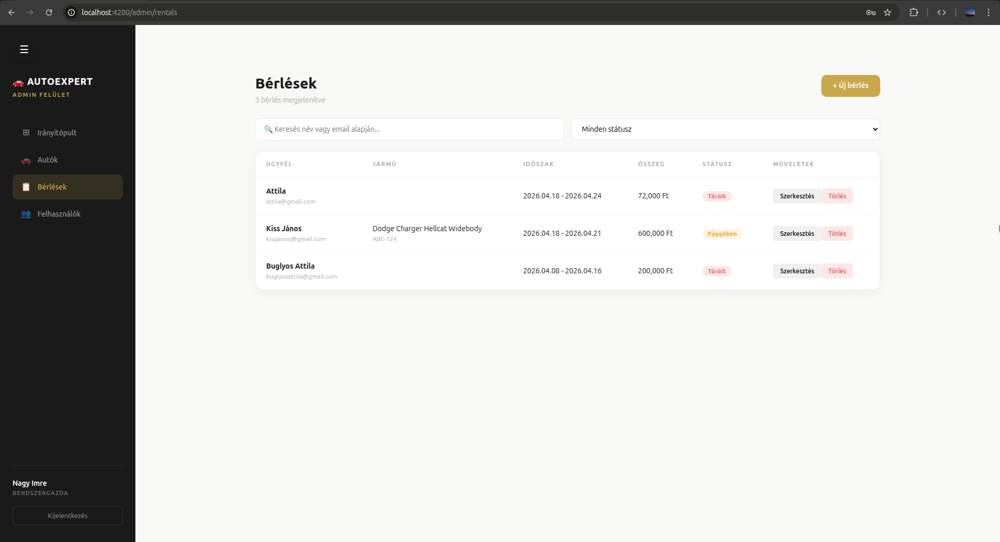 localhost:4200/admin/rentals
AUTOEXPERT
ADMIN FELÜLET
Irányítópult
Autók
Bérlések
Felhasználók
Nagy Imre
RENDSZERGAZDA
Kijelentkezés
Bérlések
3 bérlés megjelenítve
+ Új bérlés
Keresés név vagy email alapján...
Minden státusz
ÜGYFÉL JÁRMŰ IDŐSZAK ÖSSZEG STÁTUSZ MŰVELETEK
Attila
attila@gmail.com
2026.04.18 - 2026.04.24 72,000 Ft Törölt Szerkesztés Törlés
Kiss János
kissjanos@gmail.com
Dodge Charger Hellcat Widebody
ABC-124
2026.04.18 - 2026.04.21 600,000 Ft Függőben Szerkesztés Törlés
Buglyos Attila
buglyosattila@gmail.com
2026.04.08 - 2026.04.16 200,000 Ft Törölt Szerkesztés Törlés